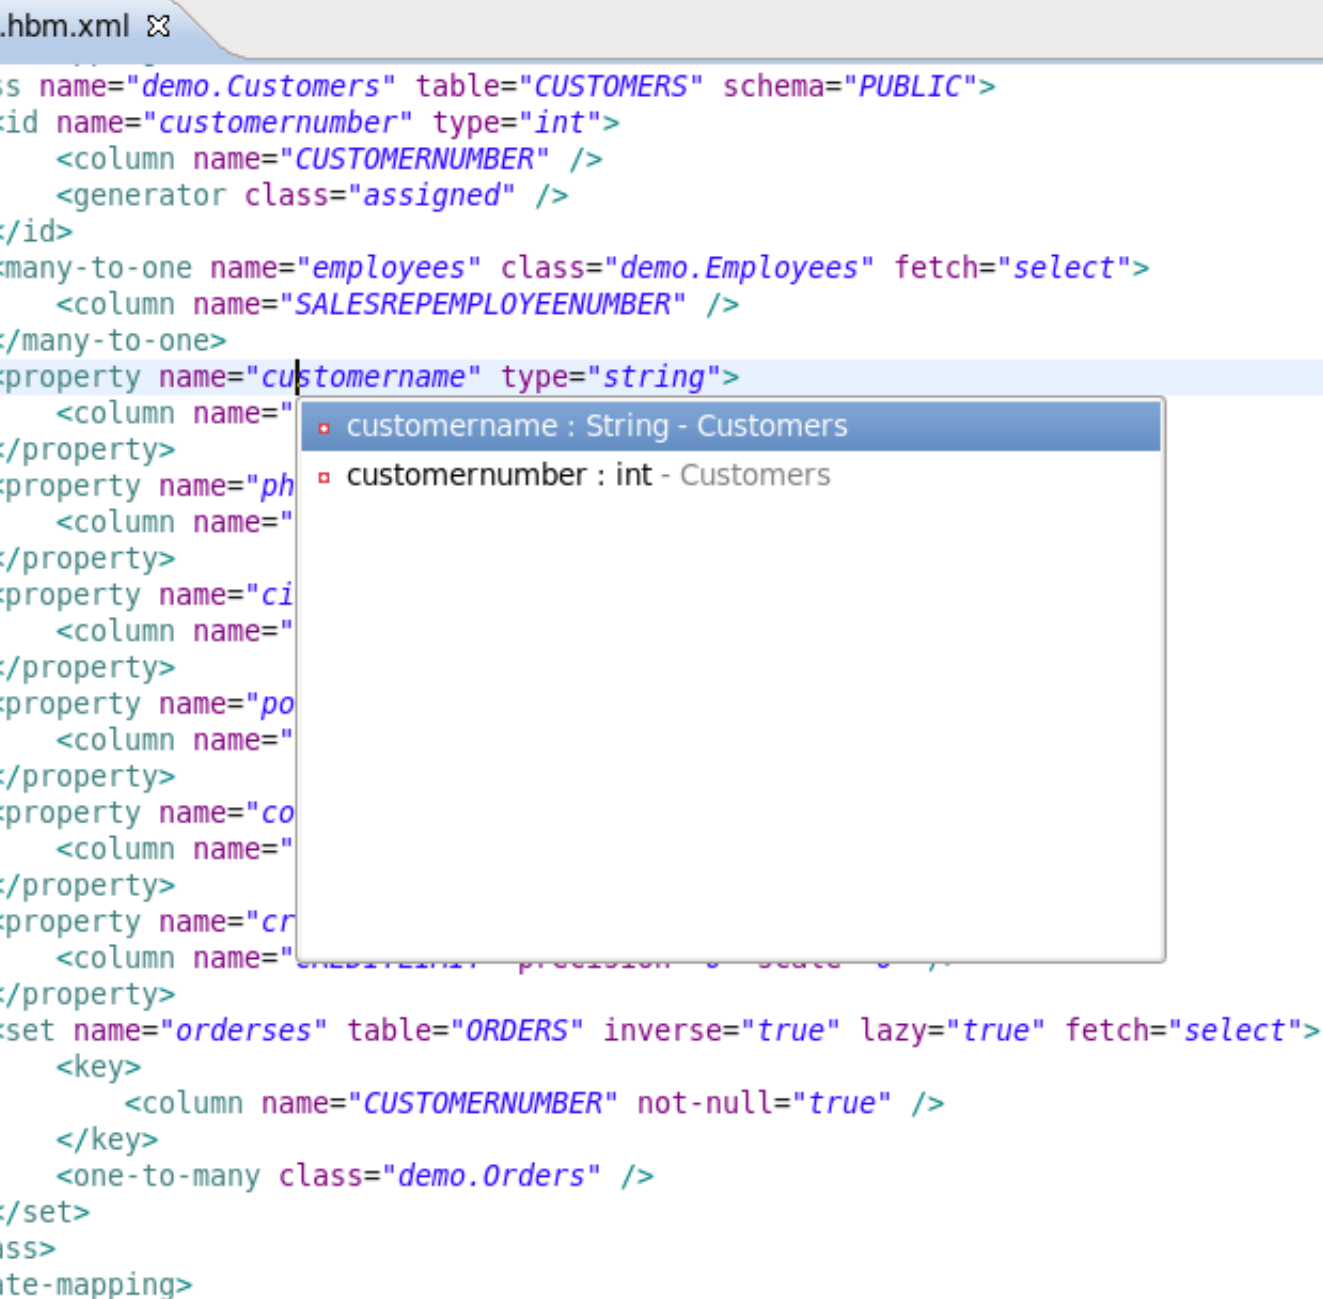 .hbm.xml
ss name="demo.Customers" table="CUSTOMERS" schema="PUBLIC">
<id name="customernumber" type="int">
<column name="CUSTOMERNUMBER" />
<generator class="assigned" />
</id>
<many-to-one name="employees" class="demo.Employees" fetch="select">
<column name="SALESREPEMPLOYEENUMBER" />
</many-to-one>
<property name="customername" type="string">
<column name="
customername : String - Customers
</property>
customernumber : int - Customers
<property name="ph
<column name="
</property>
<property name="ci
<column name="
</property>
<property name="po
<column name="
</property>
<property name="co
<column name="
</property>
<property name="cr
<column name="
</property>
<set name="orderses" table="ORDERS" inverse="true" lazy="true" fetch="select">
<key>
<column name="CUSTOMERNUMBER" not-null="true" />
</key>
<one-to-many class="demo.Orders" />
</set>
ass>
ate-mapping>